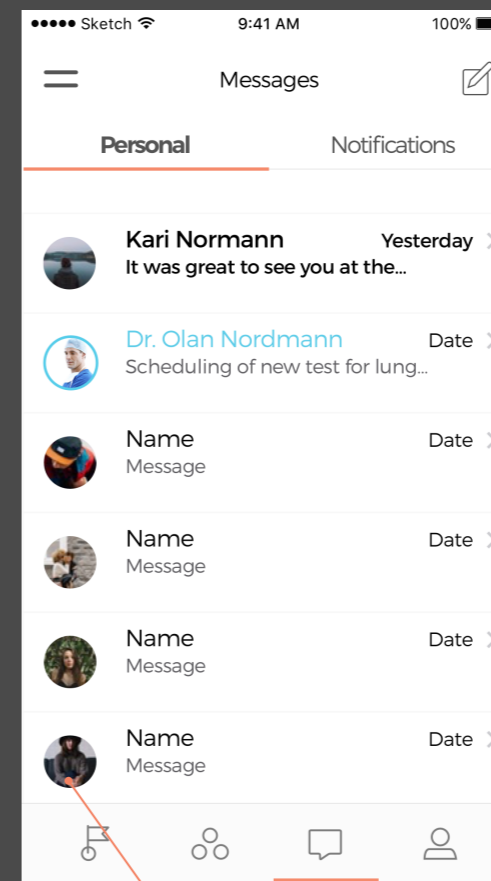 Sketch 9:41 AM 100%
Messages
Personal Notifications
Kari Normann Yesterday
It was great to see you at the...
Dr. Olan Nordmann Date
Scheduling of new test for lung...
Name Date
Message
Name Date
Message
Name Date
Message
Name Date
Message